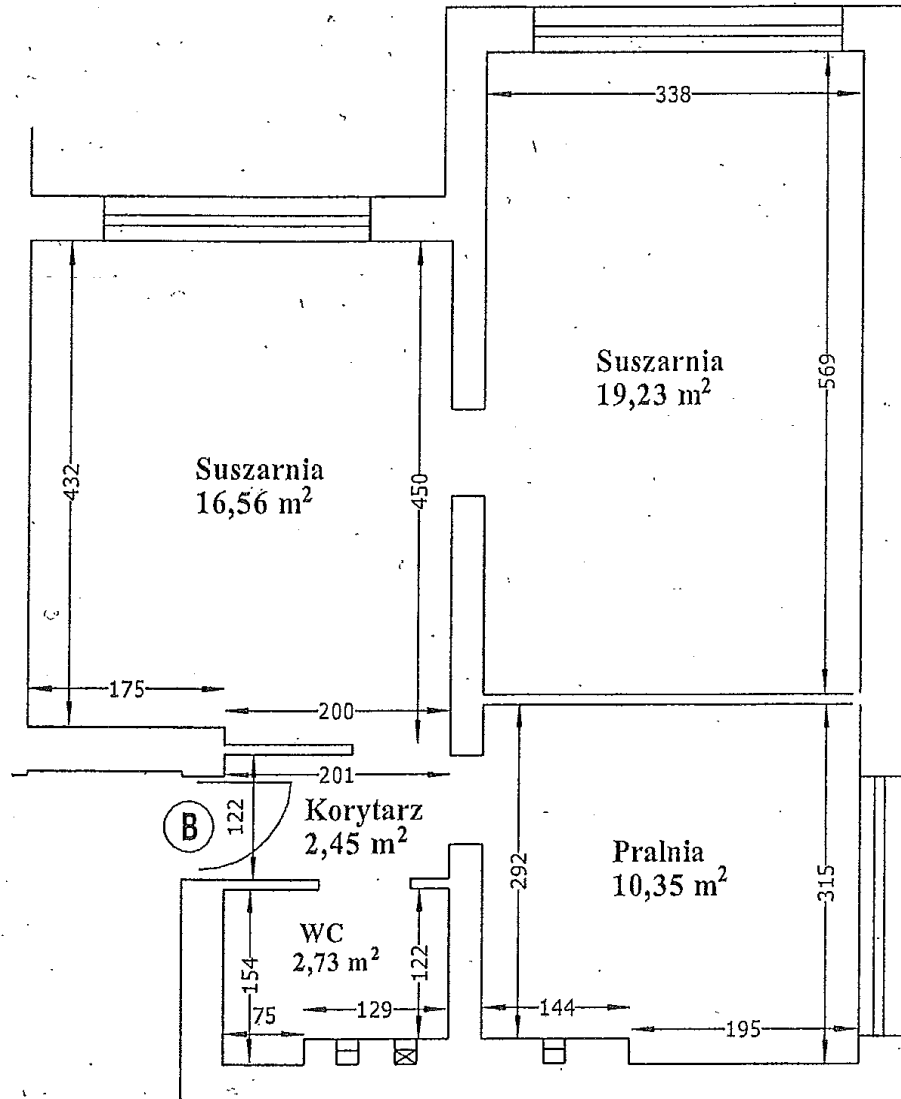 338
Suszarnia
19,23 m²
569
Suszarnia
16,56 m²
432
450
175
200
201
B
122
Korytarz
2,45 m²
Pralnia
10,35 m²
292
315
WC
2,73 m²
154
122
75
129
144
195